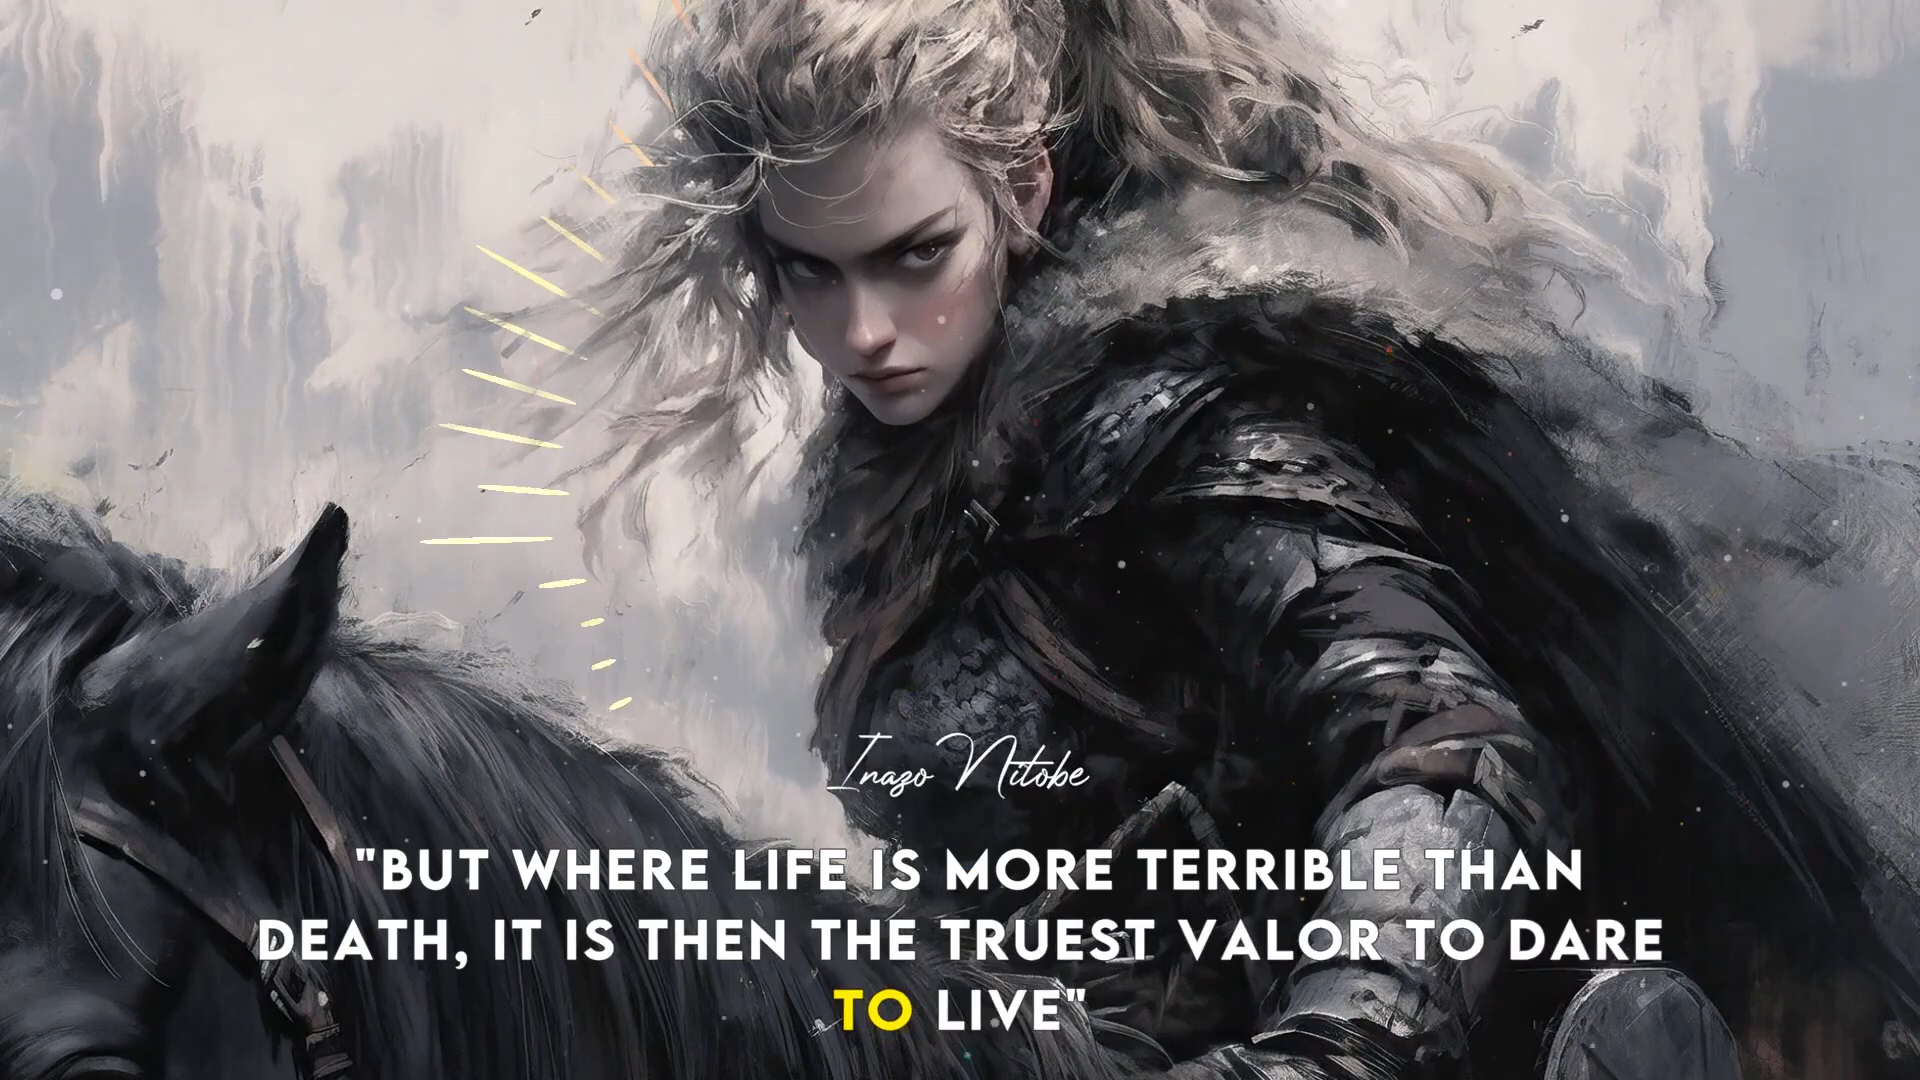 Inazo Nitobe
"BUT WHERE LIFE IS MORE TERRIBLE THAN
DEATH, IT IS THEN THE TRUEST VALOR TO DARE
TO LIVE"